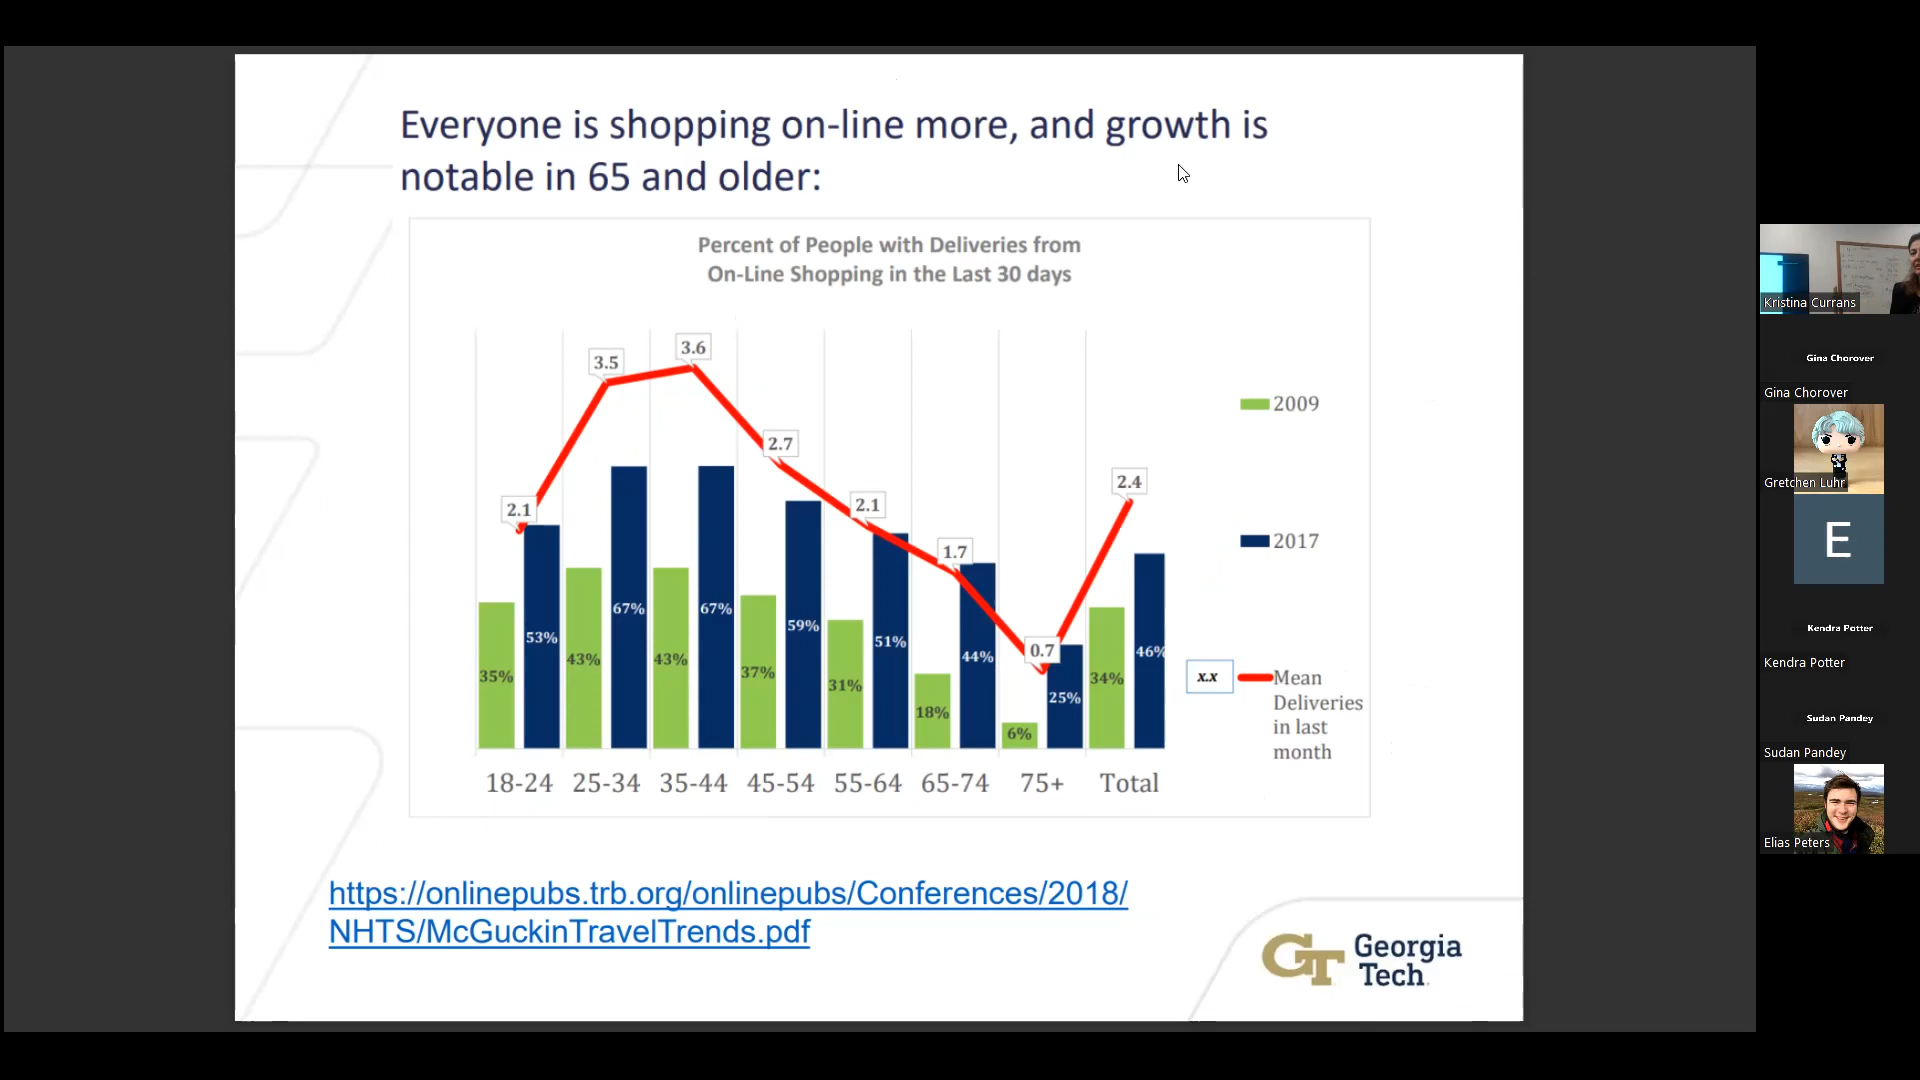 Everyone is shopping on-line more, and growth is
notable in 65 and older:
Percent of People with Deliveries from
On-Line Shopping in the Last 30 days
2.1
3.5
3.6
2.7
2.1
1.7
0.7
2.4
35%
53%
43%
67%
43%
67%
37%
59%
31%
51%
18%
44%
6%
25%
34%
46%
18-24
25-34
35-44
45-54
55-64
65-74
75+
Total
2009
2017
x.x
Mean
Deliveries
in last
month
https://onlinepubs.trb.org/onlinepubs/Conferences/2018/
NHTS/McGuckinTravelTrends.pdf
GT Georgia
Tech
Kristina Currans
Gina Chorover
Gina Chorover
Gretchen Luhr
E
Kendra Potter
Kendra Potter
Sudan Pandey
Sudan Pandey
Elias Peters